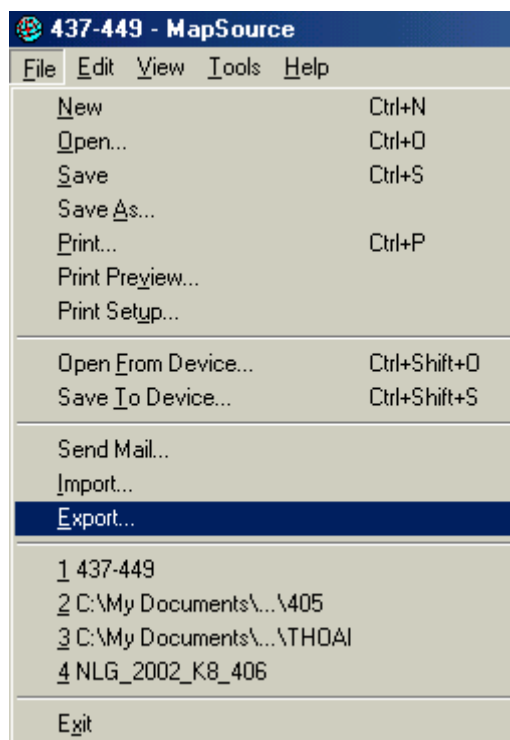 437-449 - MapSource
File Edit View Tools Help
New Ctrl+N
Open... Ctrl+O
Save Ctrl+S
Save As...
Print... Ctrl+P
Print Preview...
Print Setup...
Open From Device... Ctrl+Shift+O
Save To Device... Ctrl+Shift+S
Send Mail...
Import...
Export...
1 437-449
2 C:\My Documents\...\405
3 C:\My Documents\...\THOAI
4 NLG_2002_K8_406
Exit